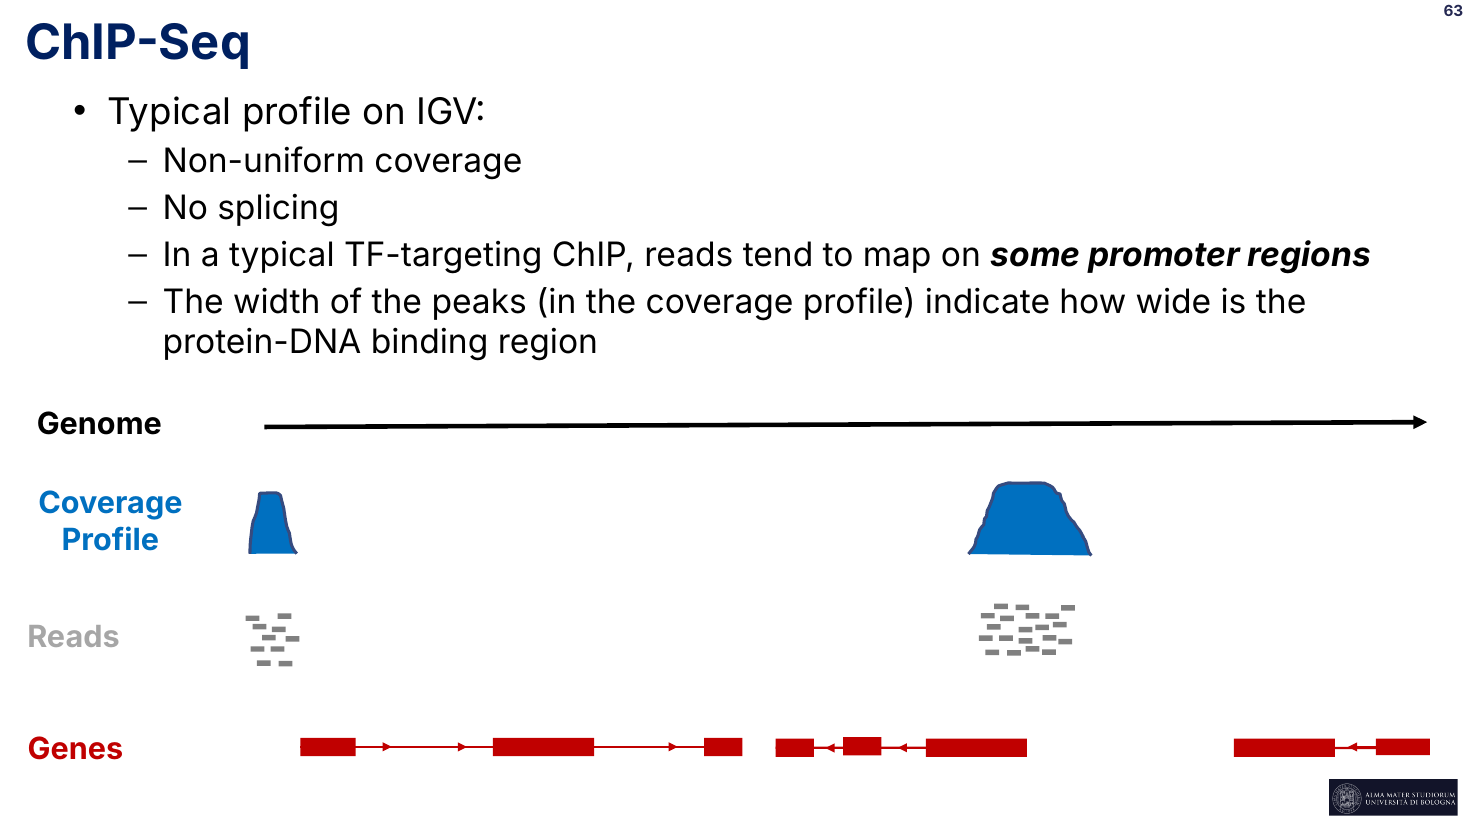 63
ChIP-Seq
• Typical profile on IGV:
– Non-uniform coverage
– No splicing
– In a typical TF-targeting ChIP, reads tend to map on some promoter regions
– The width of the peaks (in the coverage profile) indicate how wide is the
protein-DNA binding region
Genome
Coverage
Profile
Reads
Genes
ALMA MATER STUDIORUM
UNIVERSITÀ DI BOLOGNA